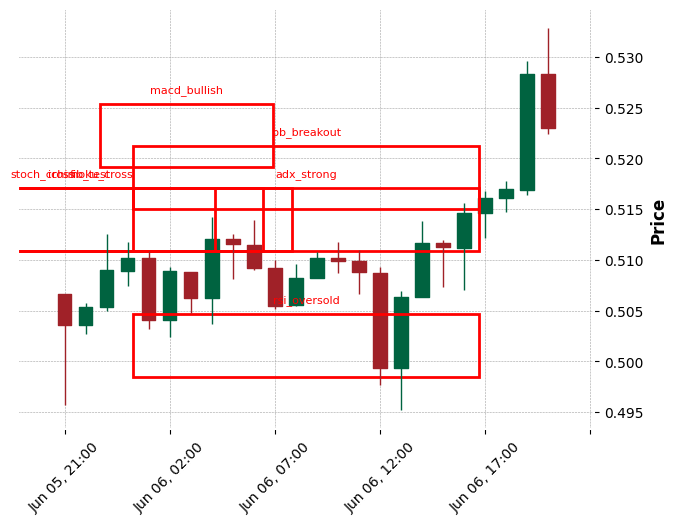 macd_bullish
bb_breakout
adx_strong
0.530
0.525
0.520
0.515
0.510
0.505
0.500
0.495
Price
Jun 05, 21:00
Jun 06, 02:00
Jun 06, 07:00
Jun 06, 12:00
Jun 06, 17:00